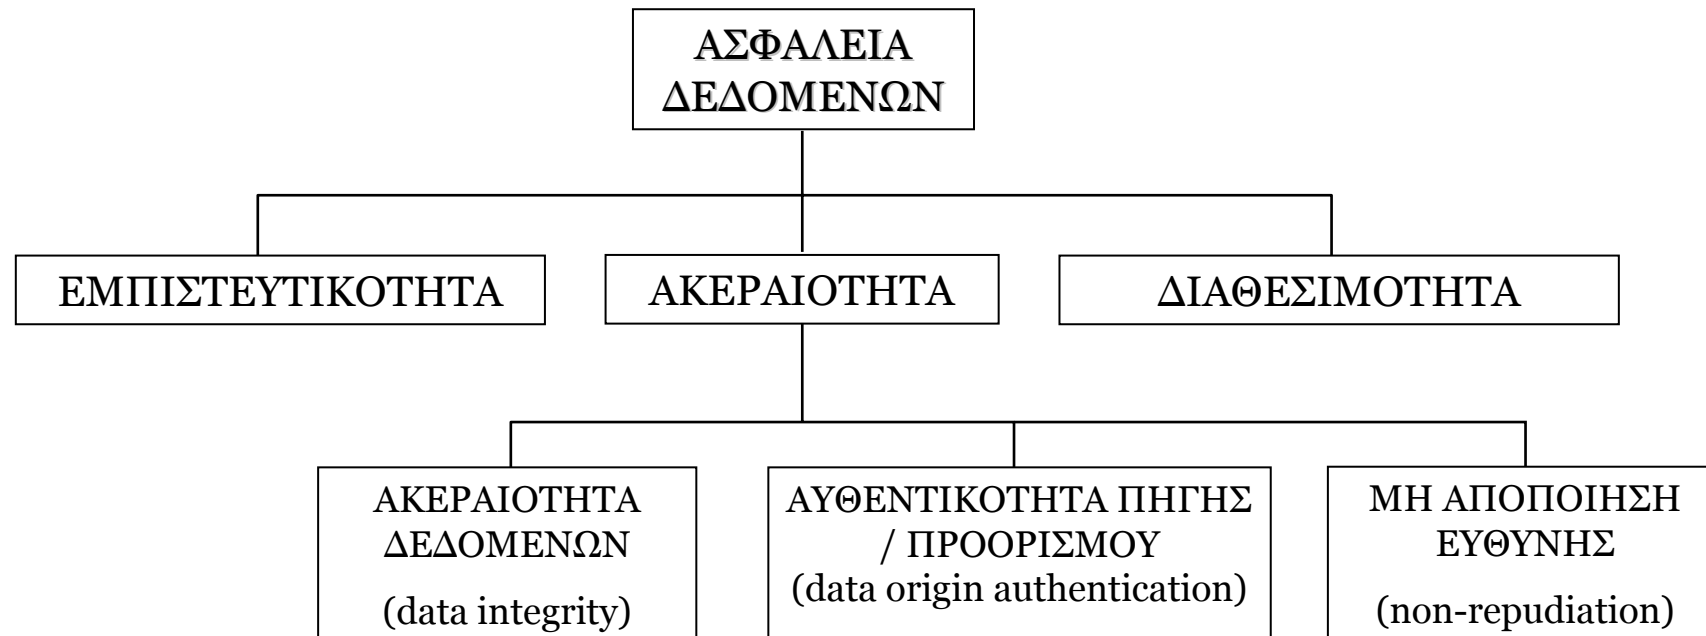 ΑΣΦΑΛΕΙΑ
ΔΕΔΟΜΕΝΩΝ
ΕΜΠΙΣΤΕΥΤΙΚΟΤΗΤΑ
ΑΚΕΡΑΙΟΤΗΤΑ
ΔΙΑΘΕΣΙΜΟΤΗΤΑ
ΑΚΕΡΑΙΟΤΗΤΑ
ΔΕΔΟΜΕΝΩΝ
(data integrity)
ΑΥΘΕΝΤΙΚΟΤΗΤΑ ΠΗΓΗΣ
/ ΠΡΟΟΡΙΣΜΟΥ
(data origin authentication)
ΜΗ ΑΠΟΠΟΙΗΣΗ
ΕΥΘΥΝΗΣ
(non-repudiation)